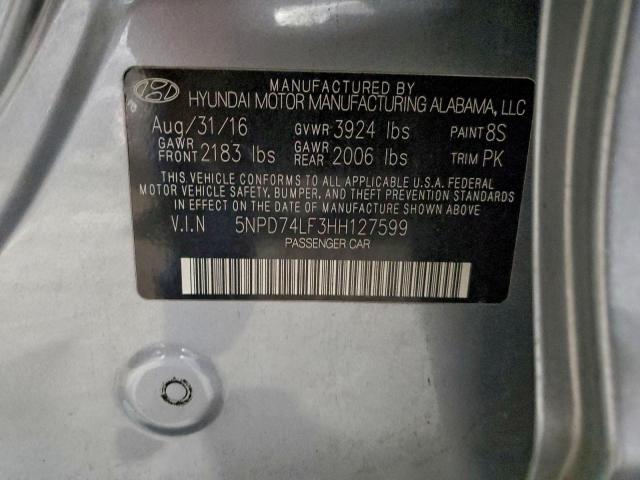 MANUFACTURED BY
HYUNDAI MOTOR MANUFACTURING ALABAMA, LLC
Aug/31/16 GVWR 3924 lbs PAINT 8S
GAWR FRONT 2183 lbs GAWR REAR 2006 lbs TRIM PK
THIS VEHICLE CONFORMS TO ALL APPLICABLE U.S.A. FEDERAL
MOTOR VEHICLE SAFETY, BUMPER, AND THEFT PREVENTION STANDARDS
IN EFFECT ON THE DATE OF MANUFACTURE SHOWN ABOVE.
V.I.N 5NPD74LF3HH127599
PASSENGER CAR